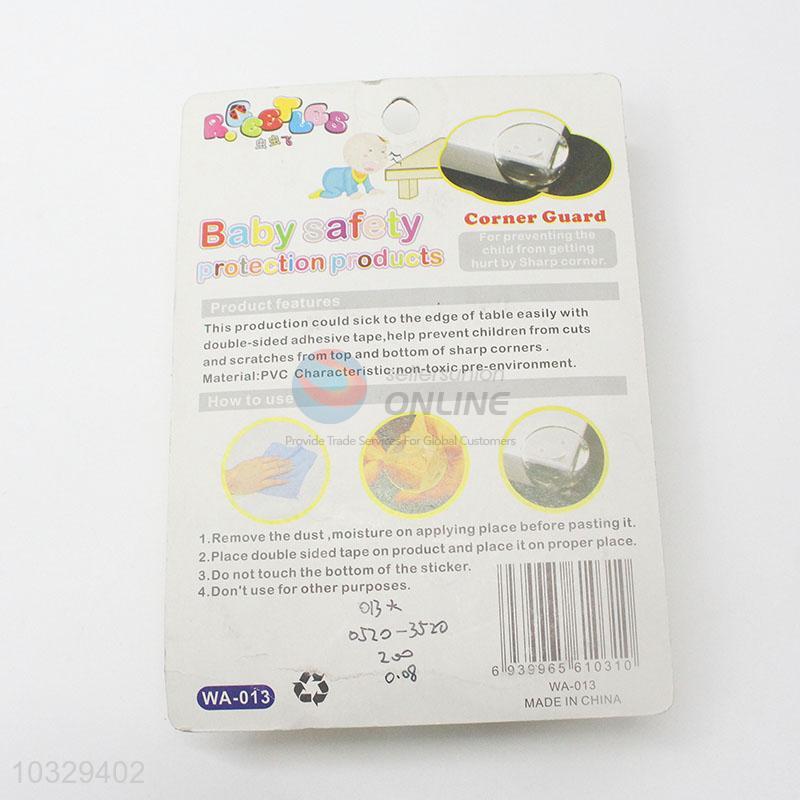 R.BEETLES
虫虫飞
Baby safety
protection products
Corner Guard
For preventing the
child from getting
hurt by Sharp corner.
Product features
This production could sick to the edge of table easily with
double-sided adhesive tape,help prevent children from cuts
and scratches from top and bottom of sharp corners .
Material:PVC Characteristic:non-toxic pre-environment.
sellersunion
ONLINE
How to use
Provide Trade Services For Global Customers
1.Remove the dust ,moisture on applying place before pasting it.
2.Place double sided tape on product and place it on proper place.
3.Do not touch the bottom of the sticker.
4.Don't use for other purposes.
013*
0520-3520
200
0.08
6 939965 610310
WA-013
MADE IN CHINA
WA-013
10329402